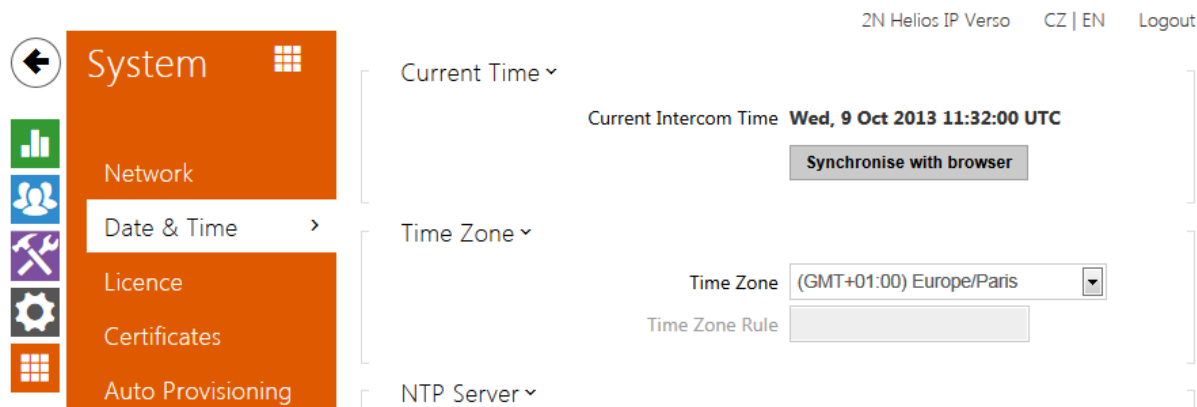 2N Helios IP Verso CZ | EN Logout
System
Network
Date & Time
Licence
Certificates
Auto Provisioning
Current Time
Current Intercom Time Wed, 9 Oct 2013 11:32:00 UTC
Synchronise with browser
Time Zone
Time Zone (GMT+01:00) Europe/Paris
Time Zone Rule
NTP Server